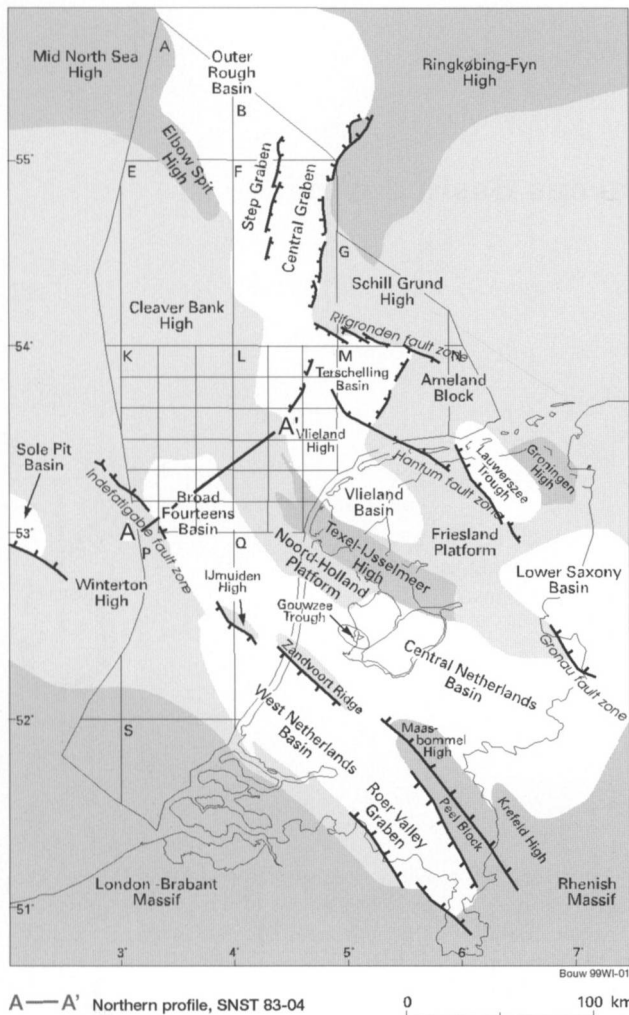 Mid North Sea
High
A
Outer
Rough
Basin
Ringkøbing-Fyn
High
B
Elbow Spit
High
55°
E
F
Step Graben
Central Graben
G
Schill Grund
High
Cleaver Bank
High
Rifgronden fault zone
54°
K
L
M
N
Terschelling
Basin
Ameland
Block
A'
Vlieland
High
Sole Pit
Basin
Indefatigable fault zone
Broad
Fourteens
Basin
Vlieland
Basin
Hantum fault zone
Lauwerszee
Trough
Groningen
High
53°
A
P
Q
Texel-IJsselmeer
High
Noord-Holland
Platform
Friesland
Platform
Winterton
High
IJmuiden
High
Lower Saxony
Basin
Gouwzee
Trough
Central Netherlands
Basin
Gronau fault zone
Zandvoort Ridge
52°
S
West Netherlands
Basin
Maas-
bommel
High
Roer Valley
Graben
Peel Block
Krefeld High
London -Brabant
Massif
Rhenish
Massif
51°
3°
4°
5°
6°
7°
Bouw 99WI-01
A — A' Northern profile, SNST 83-04
0 100 km